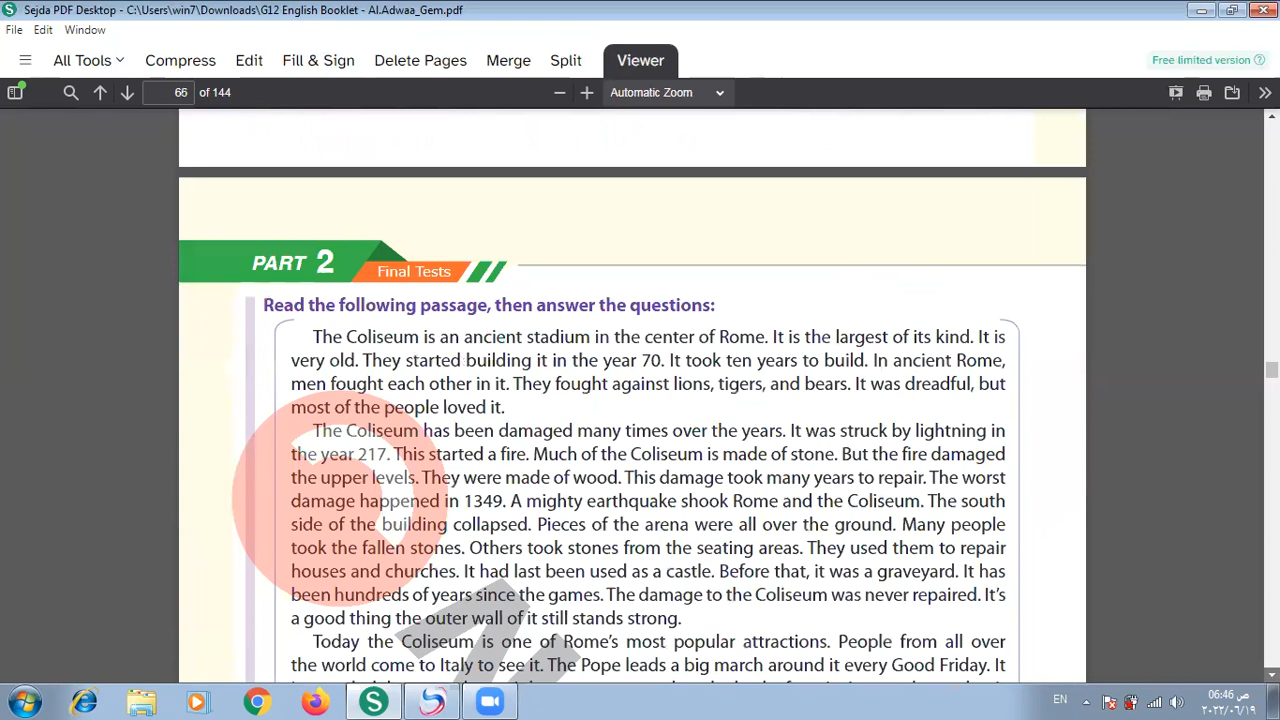 Sejda PDF Desktop - C:\Users\win7\Downloads\G12 English Booklet - Al.Adwaa_Gem.pdf
File Edit Window
All Tools Compress Edit Fill & Sign Delete Pages Merge Split Viewer Free limited version
66 of 144 Automatic Zoom
PART 2 Final Tests
Read the following passage, then answer the questions:
The Coliseum is an ancient stadium in the center of Rome. It is the largest of its kind. It is
very old. They started building it in the year 70. It took ten years to build. In ancient Rome,
men fought each other in it. They fought against lions, tigers, and bears. It was dreadful, but
most of the people loved it.
The Coliseum has been damaged many times over the years. It was struck by lightning in
the year 217. This started a fire. Much of the Coliseum is made of stone. But the fire damaged
the upper levels. They were made of wood. This damage took many years to repair. The worst
damage happened in 1349. A mighty earthquake shook Rome and the Coliseum. The south
side of the building collapsed. Pieces of the arena were all over the ground. Many people
took the fallen stones. Others took stones from the seating areas. They used them to repair
houses and churches. It had last been used as a castle. Before that, it was a graveyard. It has
been hundreds of years since the games. The damage to the Coliseum was never repaired. It's
a good thing the outer wall of it still stands strong.
Today the Coliseum is one of Rome's most popular attractions. People from all over
the world come to Italy to see it. The Pope leads a big march around it every Good Friday. It
EN
06:46 ص
٢٠٢٢/٠٦/١٩